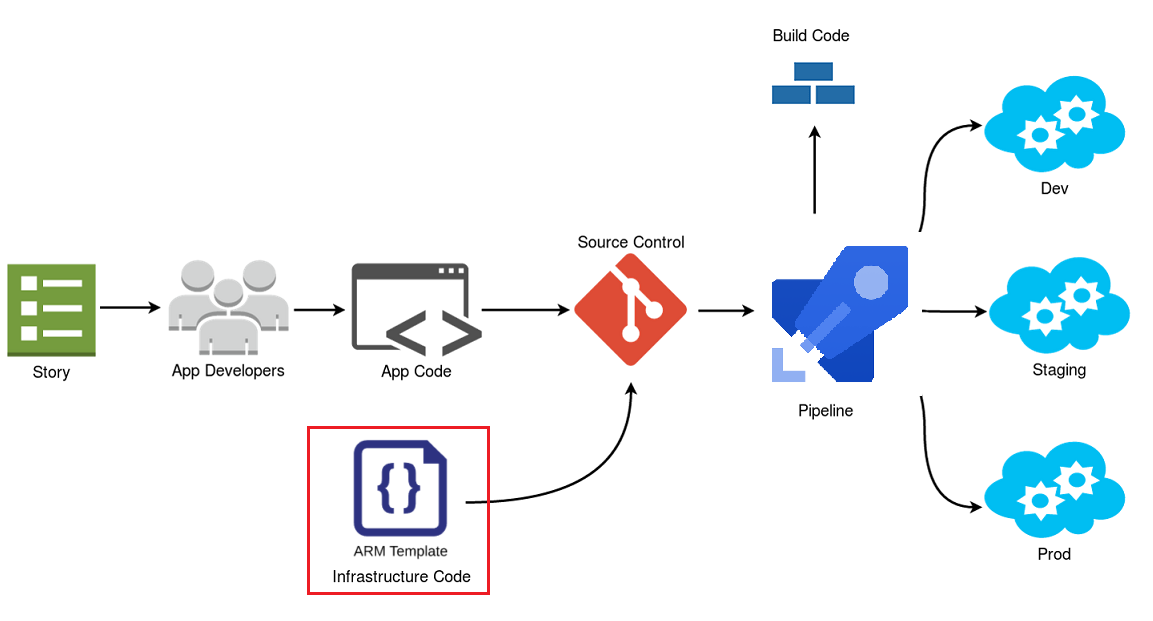 Build Code
Dev
Source Control
Story
App Developers
App Code
Staging
Pipeline
ARM Template
Infrastructure Code
Prod